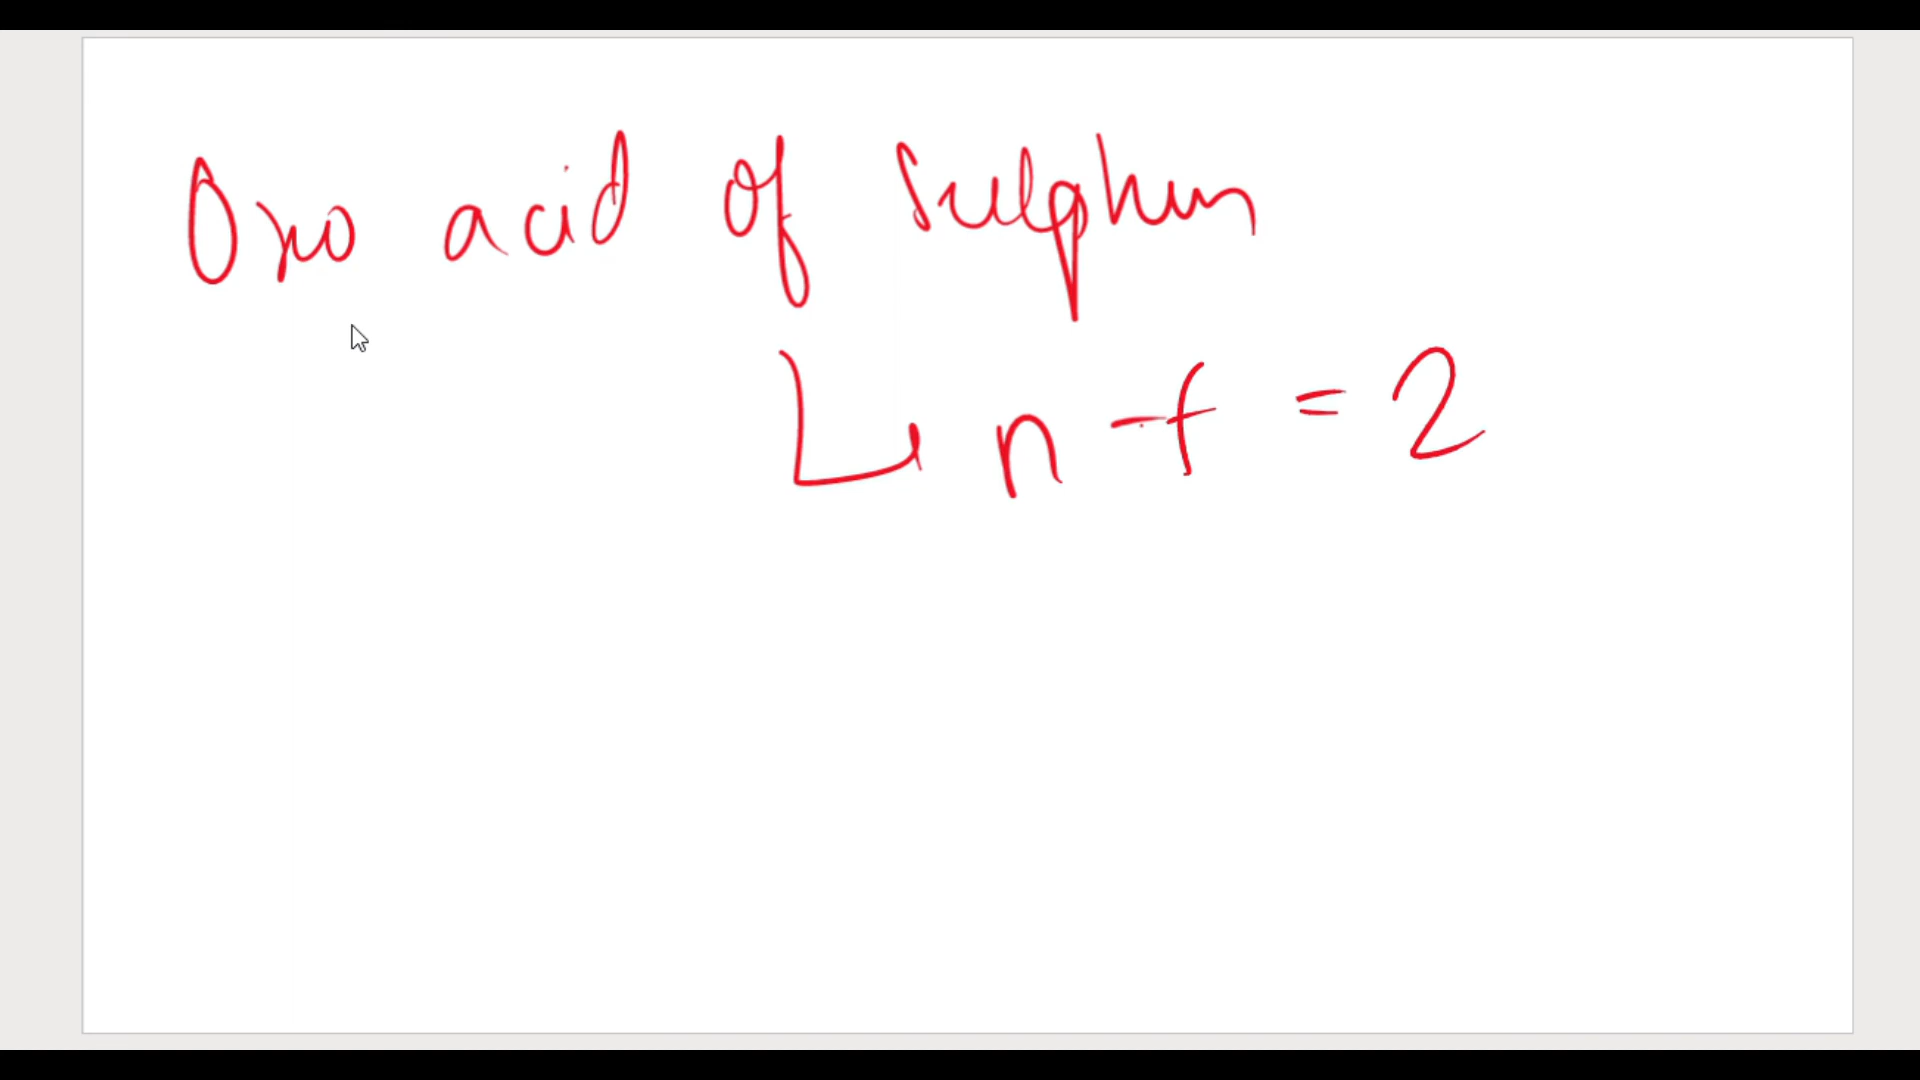 Oxo acid of Sulphur
↳ n-f = 2